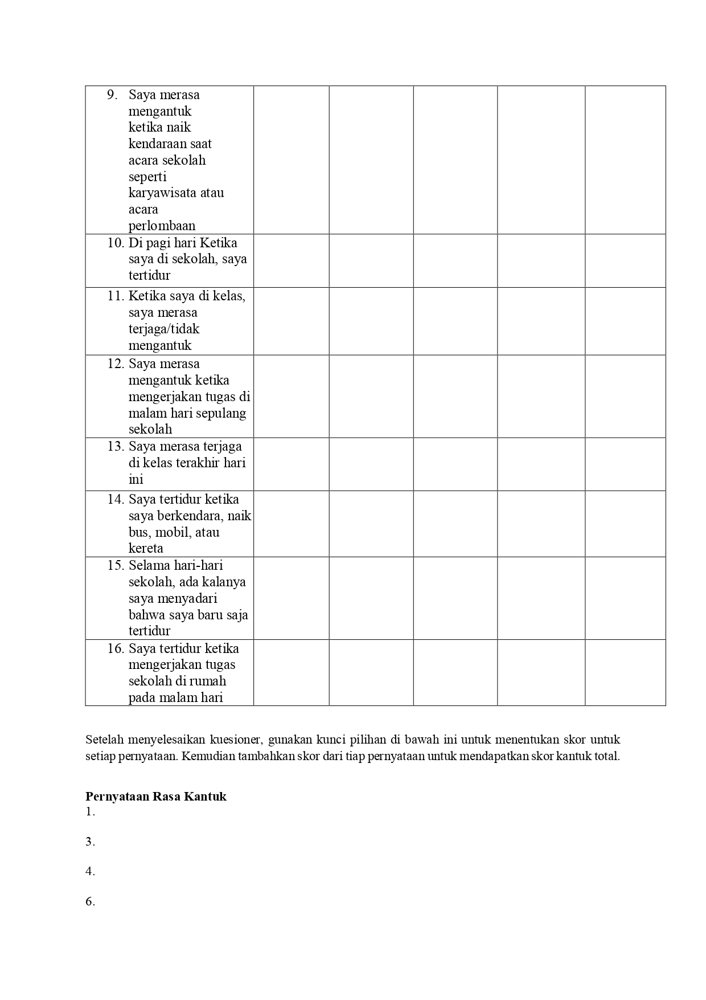 9. Saya merasa
mengantuk
ketika naik
kendaraan saat
acara sekolah
seperti
karyawisata atau
acara
perlombaan
10. Di pagi hari Ketika
saya di sekolah, saya
tertidur
11. Ketika saya di kelas,
saya merasa
terjaga/tidak
mengantuk
12. Saya merasa
mengantuk ketika
mengerjakan tugas di
malam hari sepulang
sekolah
13. Saya merasa terjaga
di kelas terakhir hari
ini
14. Saya tertidur ketika
saya berkendara, naik
bus, mobil, atau
kereta
15. Selama hari-hari
sekolah, ada kalanya
saya menyadari
bahwa saya baru saja
tertidur
16. Saya tertidur ketika
mengerjakan tugas
sekolah di rumah
pada malam hari
Setelah menyelesaikan kuesioner, gunakan kunci pilihan di bawah ini untuk menentukan skor untuk
setiap pernyataan. Kemudian tambahkan skor dari tiap pernyataan untuk mendapatkan skor kantuk total.
Pernyataan Rasa Kantuk
1.
3.
4.
6.